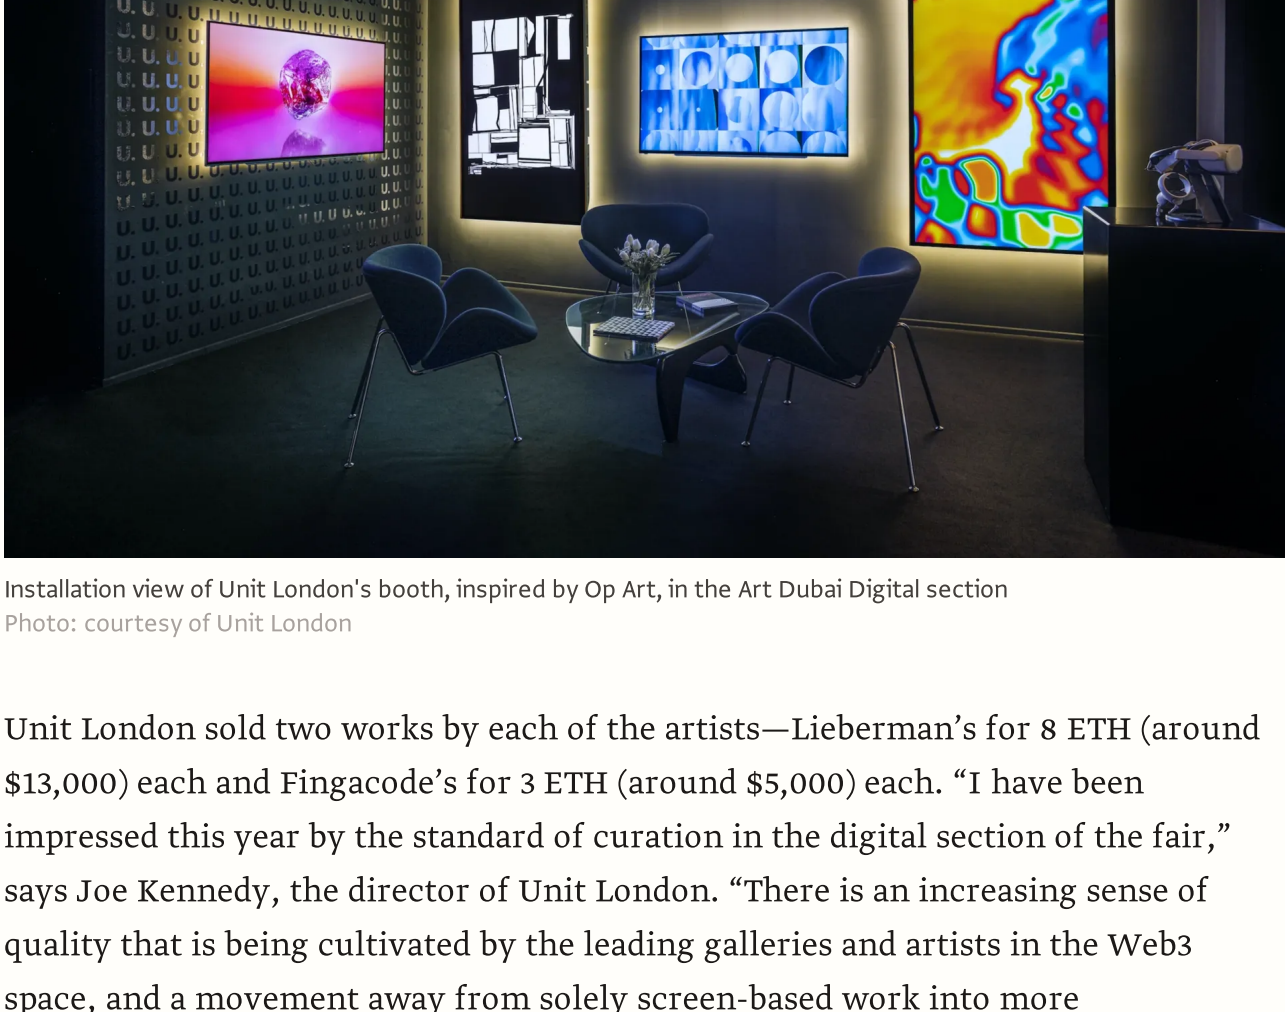 Installation view of Unit London's booth, inspired by Op Art, in the Art Dubai Digital section
Photo: courtesy of Unit London
Unit London sold two works by each of the artists—Lieberman’s for 8 ETH (around
$13,000) each and Fingacode’s for 3 ETH (around $5,000) each. “I have been
impressed this year by the standard of curation in the digital section of the fair,”
says Joe Kennedy, the director of Unit London. “There is an increasing sense of
quality that is being cultivated by the leading galleries and artists in the Web3
space, and a movement away from solely screen-based work into more